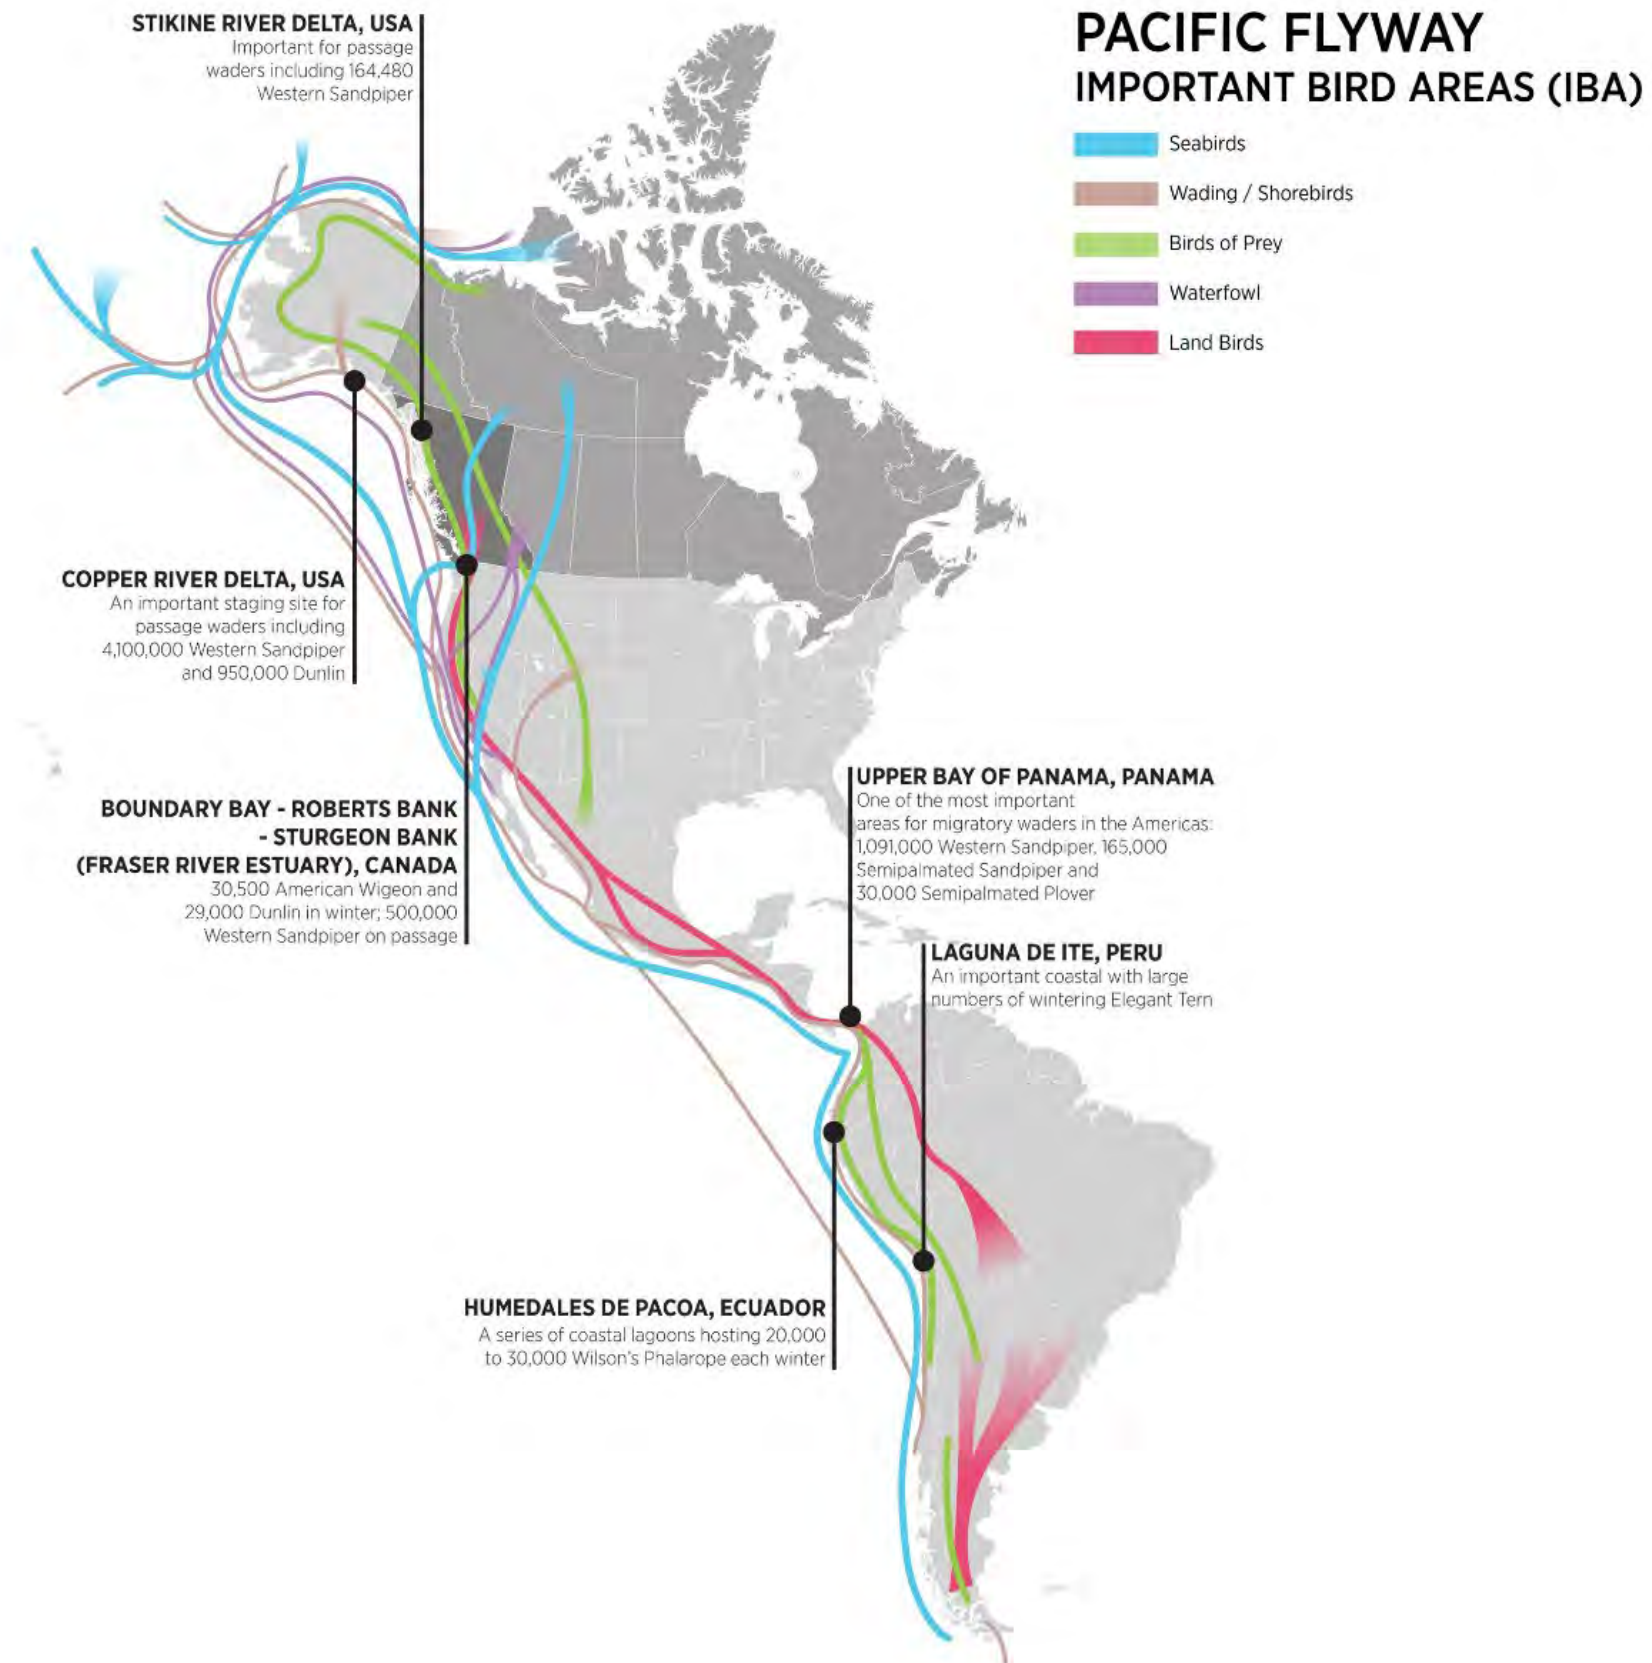 STIKINE RIVER DELTA, USA
Important for passage
waders including 164,480
Western Sandpiper
PACIFIC FLYWAY
IMPORTANT BIRD AREAS (IBA)
Seabirds
Wading / Shorebirds
Birds of Prey
Waterfowl
Land Birds
COPPER RIVER DELTA, USA
An important staging site for
passage waders including
4,100,000 Western Sandpiper
and 950,000 Dunlin
BOUNDARY BAY - ROBERTS BANK
- STURGEON BANK
(FRASER RIVER ESTUARY), CANADA
30,500 American Wigeon and
29,000 Dunlin in winter; 500,000
Western Sandpiper on passage
UPPER BAY OF PANAMA, PANAMA
One of the most important
areas for migratory waders in the Americas:
1,091,000 Western Sandpiper, 165,000
Semipalmated Sandpiper and
30,000 Semipalmated Plover
LAGUNA DE ITE, PERU
An important coastal with large
numbers of wintering Elegant Tern
HUMEDALES DE PACOA, ECUADOR
A series of coastal lagoons hosting 20,000
to 30,000 Wilson's Phalarope each winter